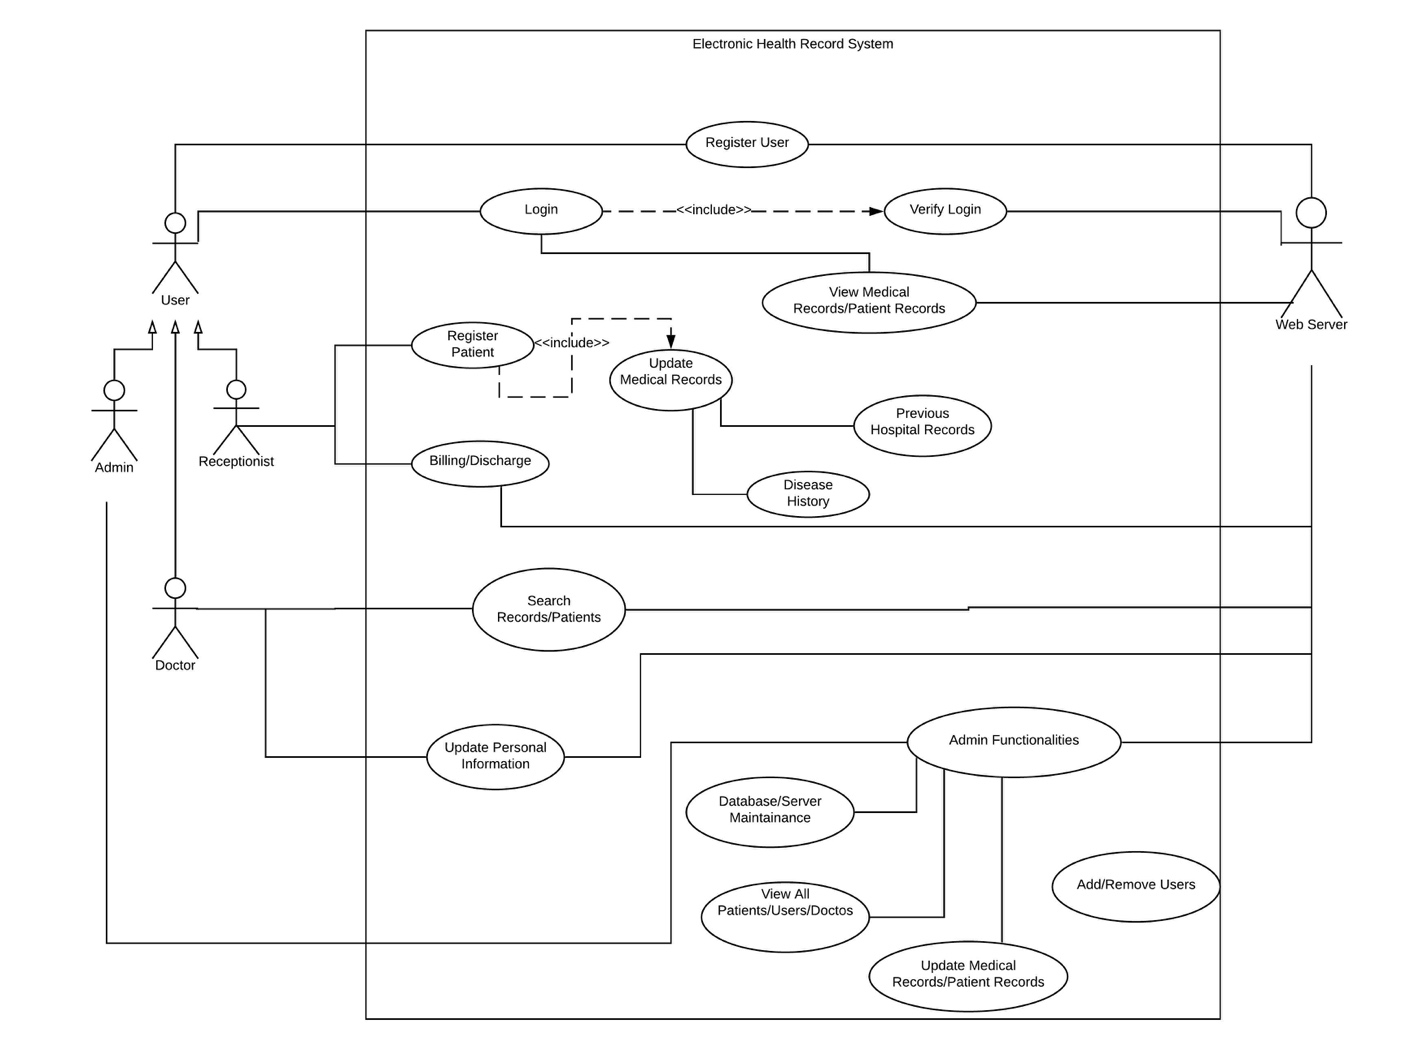 Electronic Health Record System
Register User
Login
<<include>>
Verify Login
User
View Medical
Records/Patient Records
Web Server
Register
Patient
<<include>>
Update
Medical Records
Previous
Hospital Records
Admin
Receptionist
Billing/Discharge
Disease
History
Search
Records/Patients
Doctor
Update Personal
Information
Admin Functionalities
Database/Server
Maintainance
Add/Remove Users
View All
Patients/Users/Doctos
Update Medical
Records/Patient Records